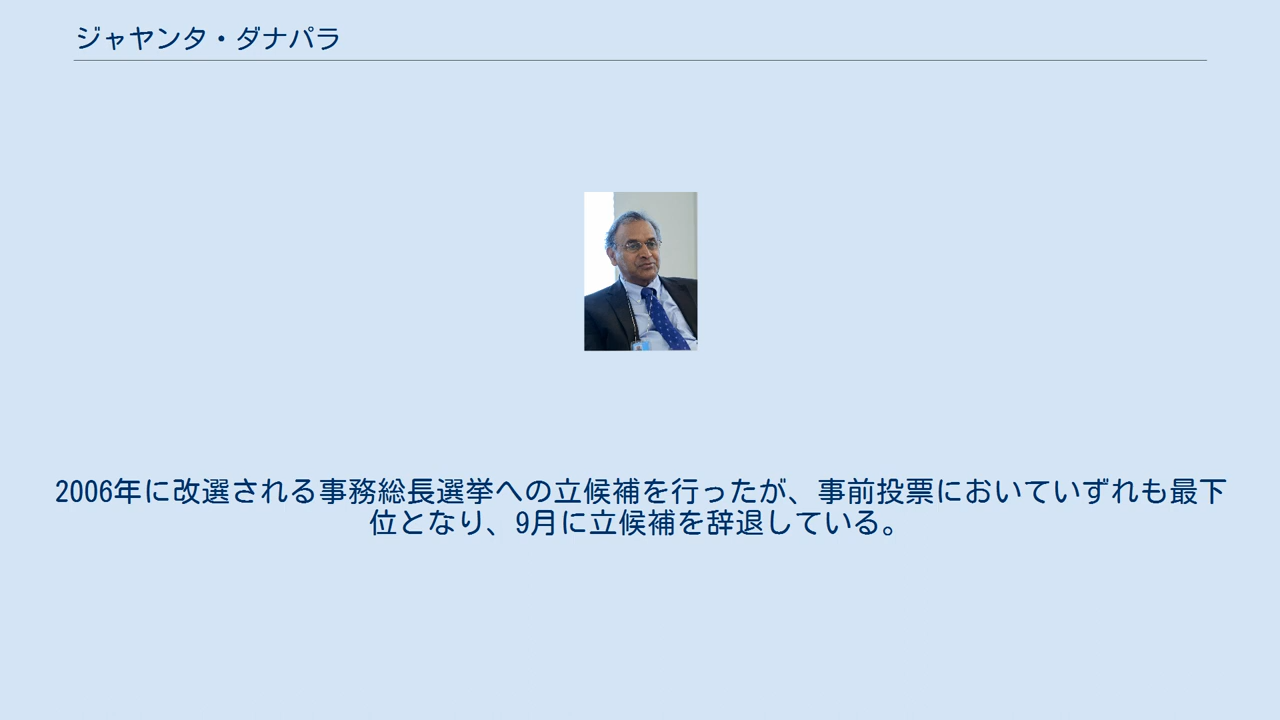 ジャヤンタ・ダナパラ
2006年に改選される事務総長選挙への立候補を行ったが、事前投票においていずれも最下
位となり、9月に立候補を辞退している。